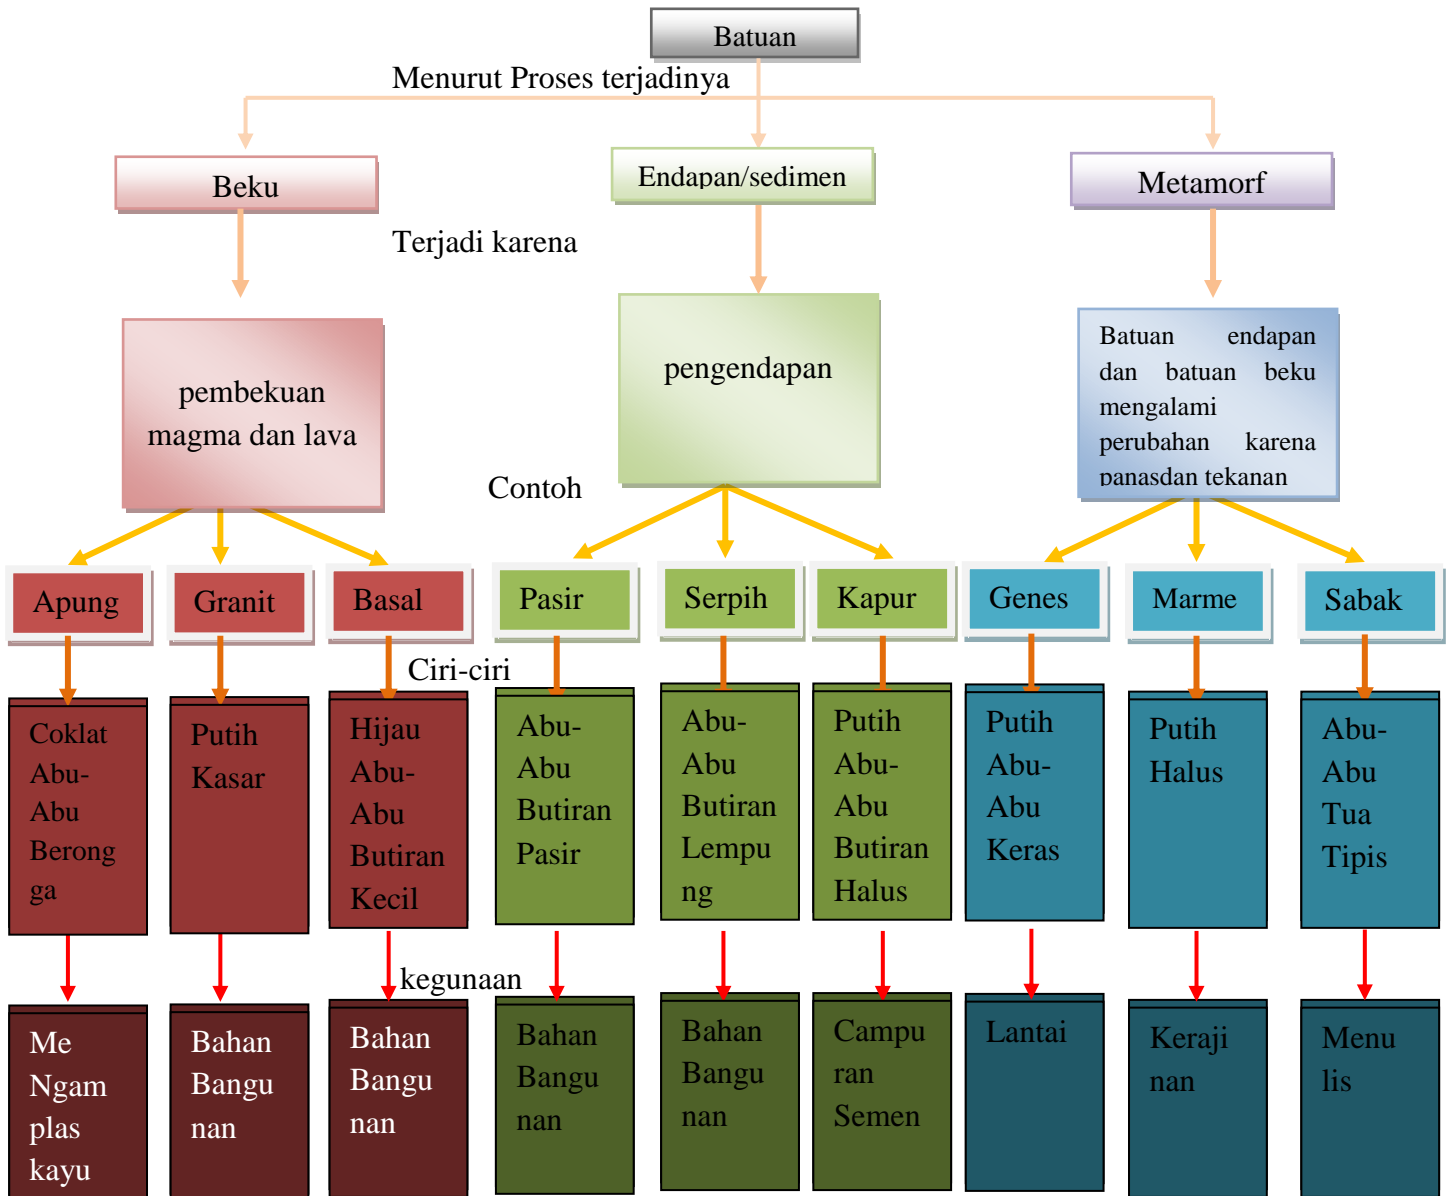 Batuan
Menurut Proses terjadinya
Beku
Endapan/sedimen
Metamorf
Terjadi karena
pembekuan
magma dan lava
pengendapan
Batuan endapan
dan batuan beku
mengalami
perubahan karena
panasdan tekanan
Contoh
Apung
Granit
Basal
Pasir
Serpih
Kapur
Genes
Marme
Sabak
Ciri-ciri
Coklat
Abu-
Abu
Berong
ga
Putih
Kasar
Hijau
Abu-
Abu
Butiran
Kecil
Abu-
Abu
Butiran
Pasir
Abu-
Abu
Butiran
Lempu
ng
Putih
Abu-
Abu
Butiran
Halus
Putih
Abu-
Abu
Keras
Putih
Halus
Abu-
Abu
Tua
Tipis
kegunaan
Me
Ngam
plas
kayu
Bahan
Bangu
nan
Bahan
Bangu
nan
Bahan
Bangu
nan
Bahan
Bangu
nan
Campu
ran
Semen
Lantai
Keraji
nan
Menu
lis